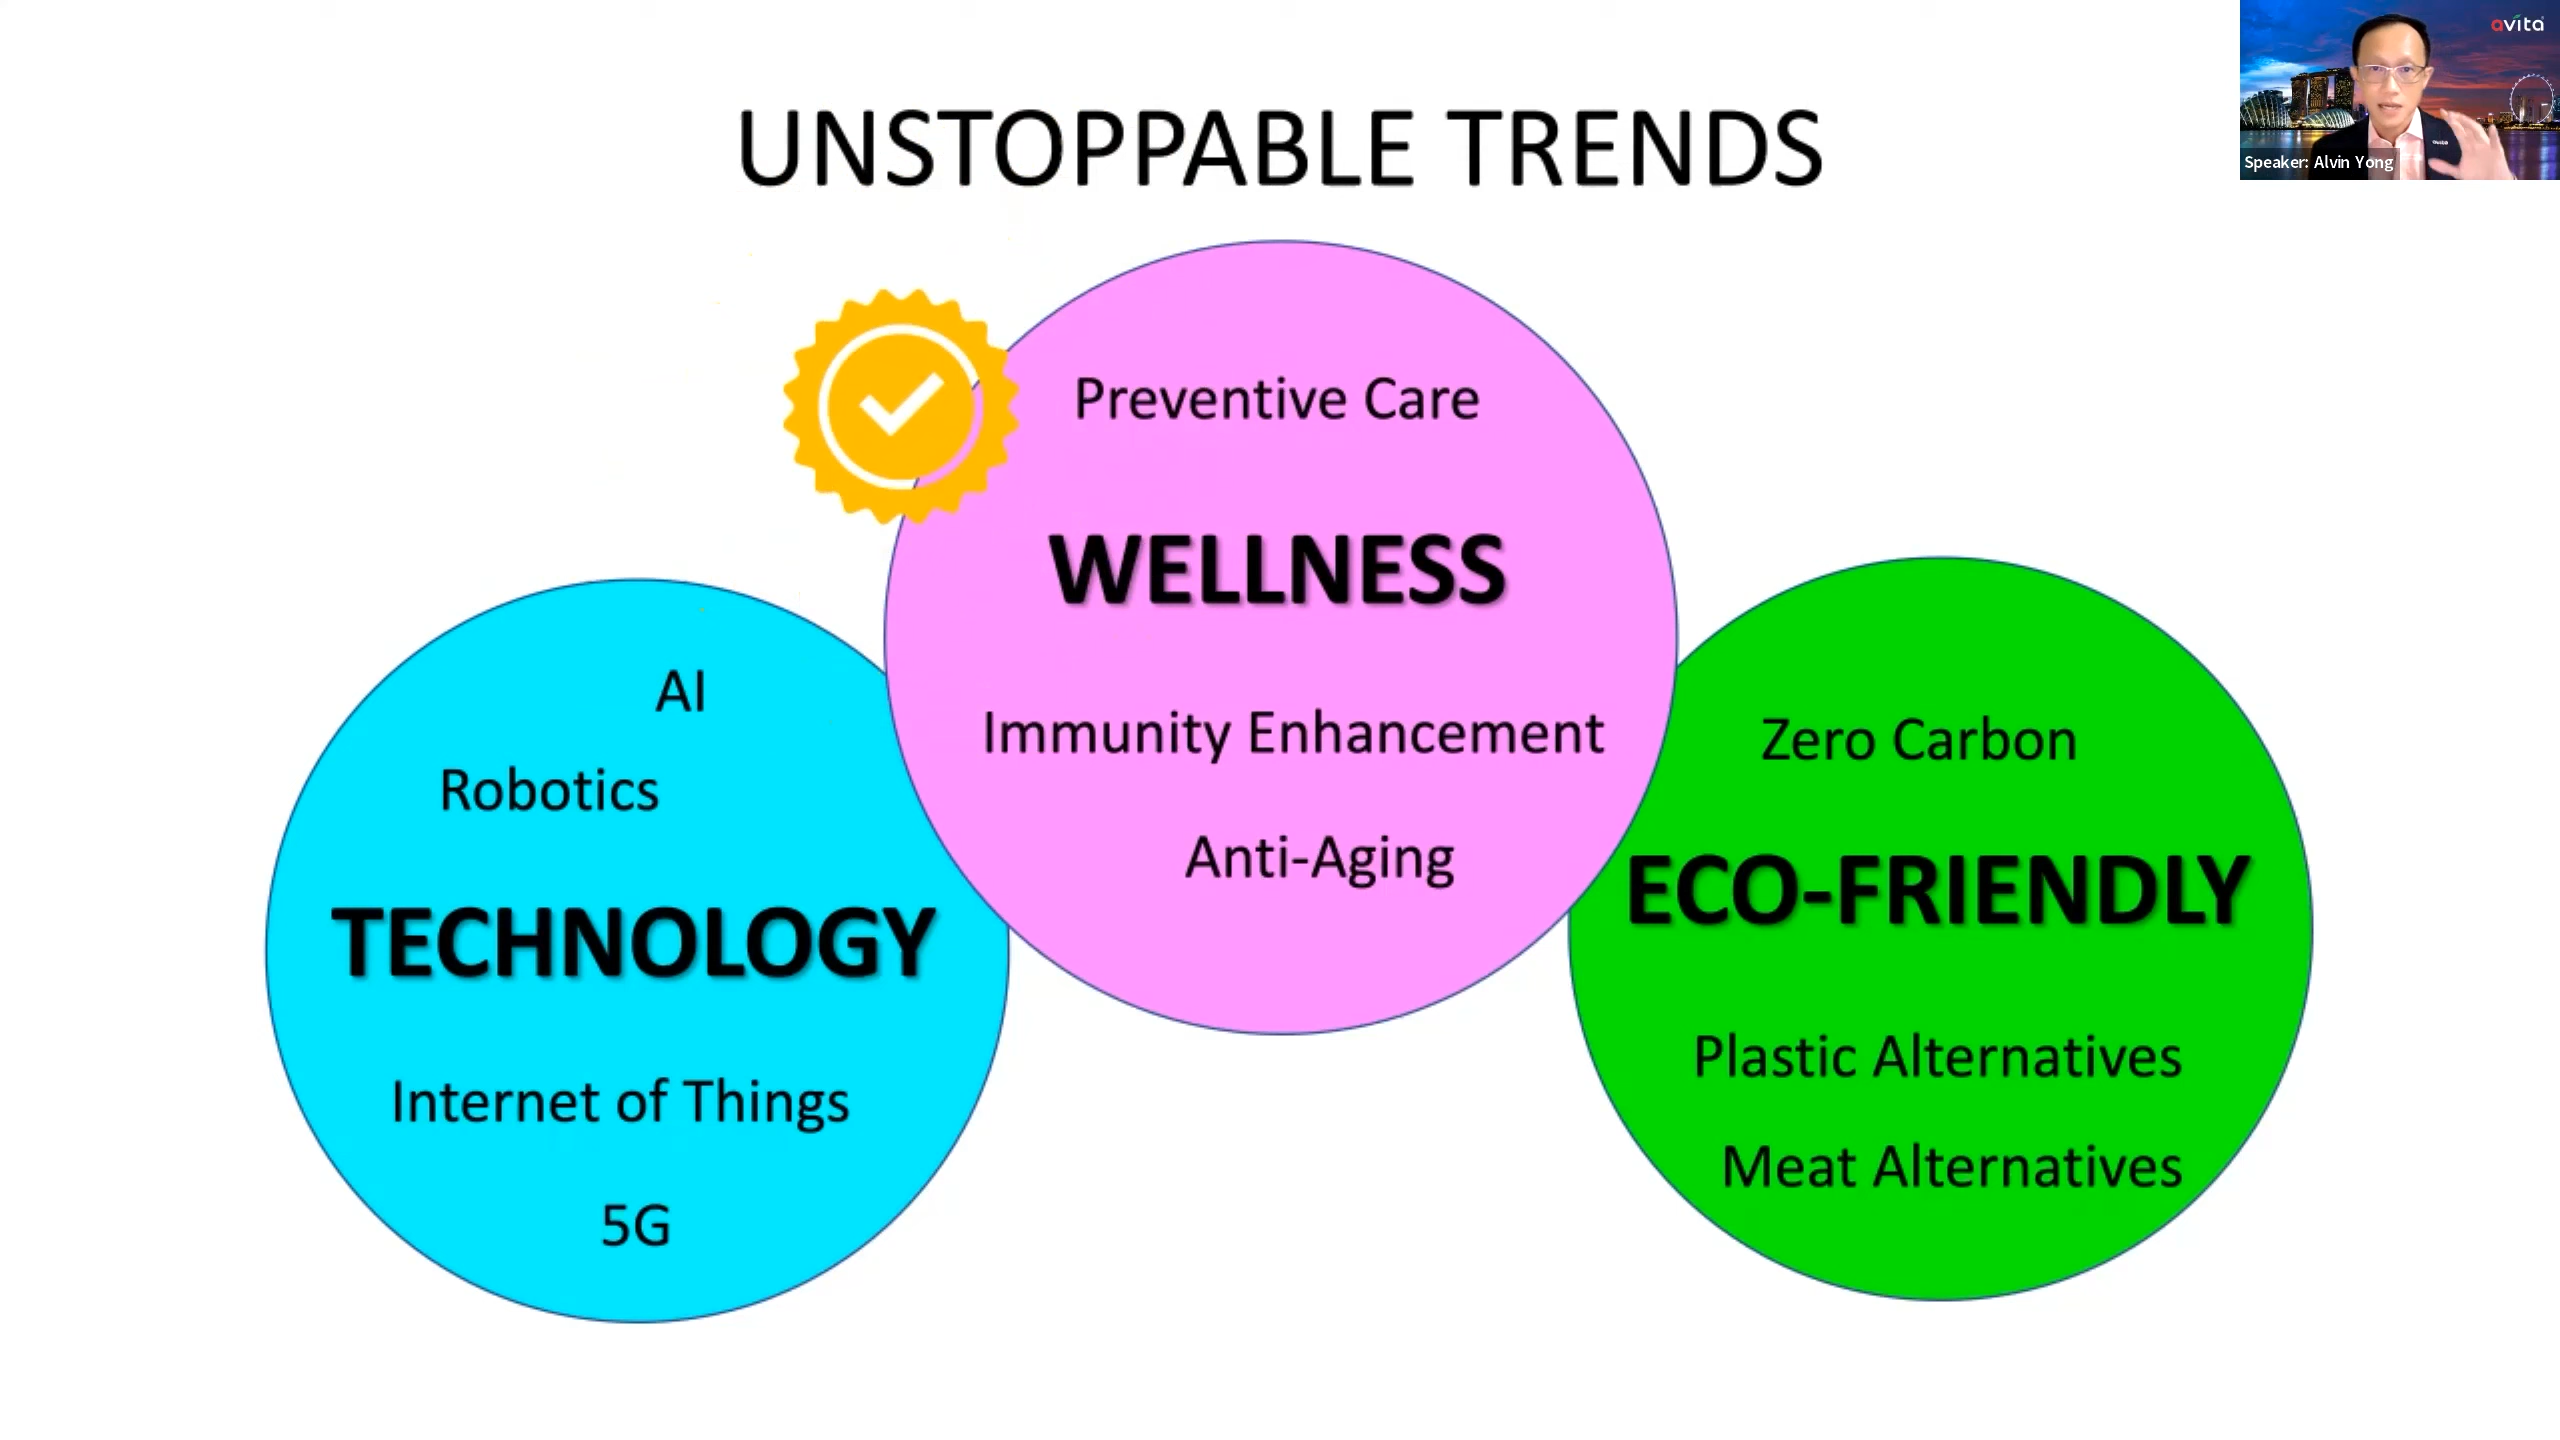 UNSTOPPABLE TRENDS
avita
Speaker: Alvin Yong
Preventive Care
WELLNESS
Immunity Enhancement
Anti-Aging
AI
Robotics
TECHNOLOGY
Internet of Things
5G
Zero Carbon
ECO-FRIENDLY
Plastic Alternatives
Meat Alternatives